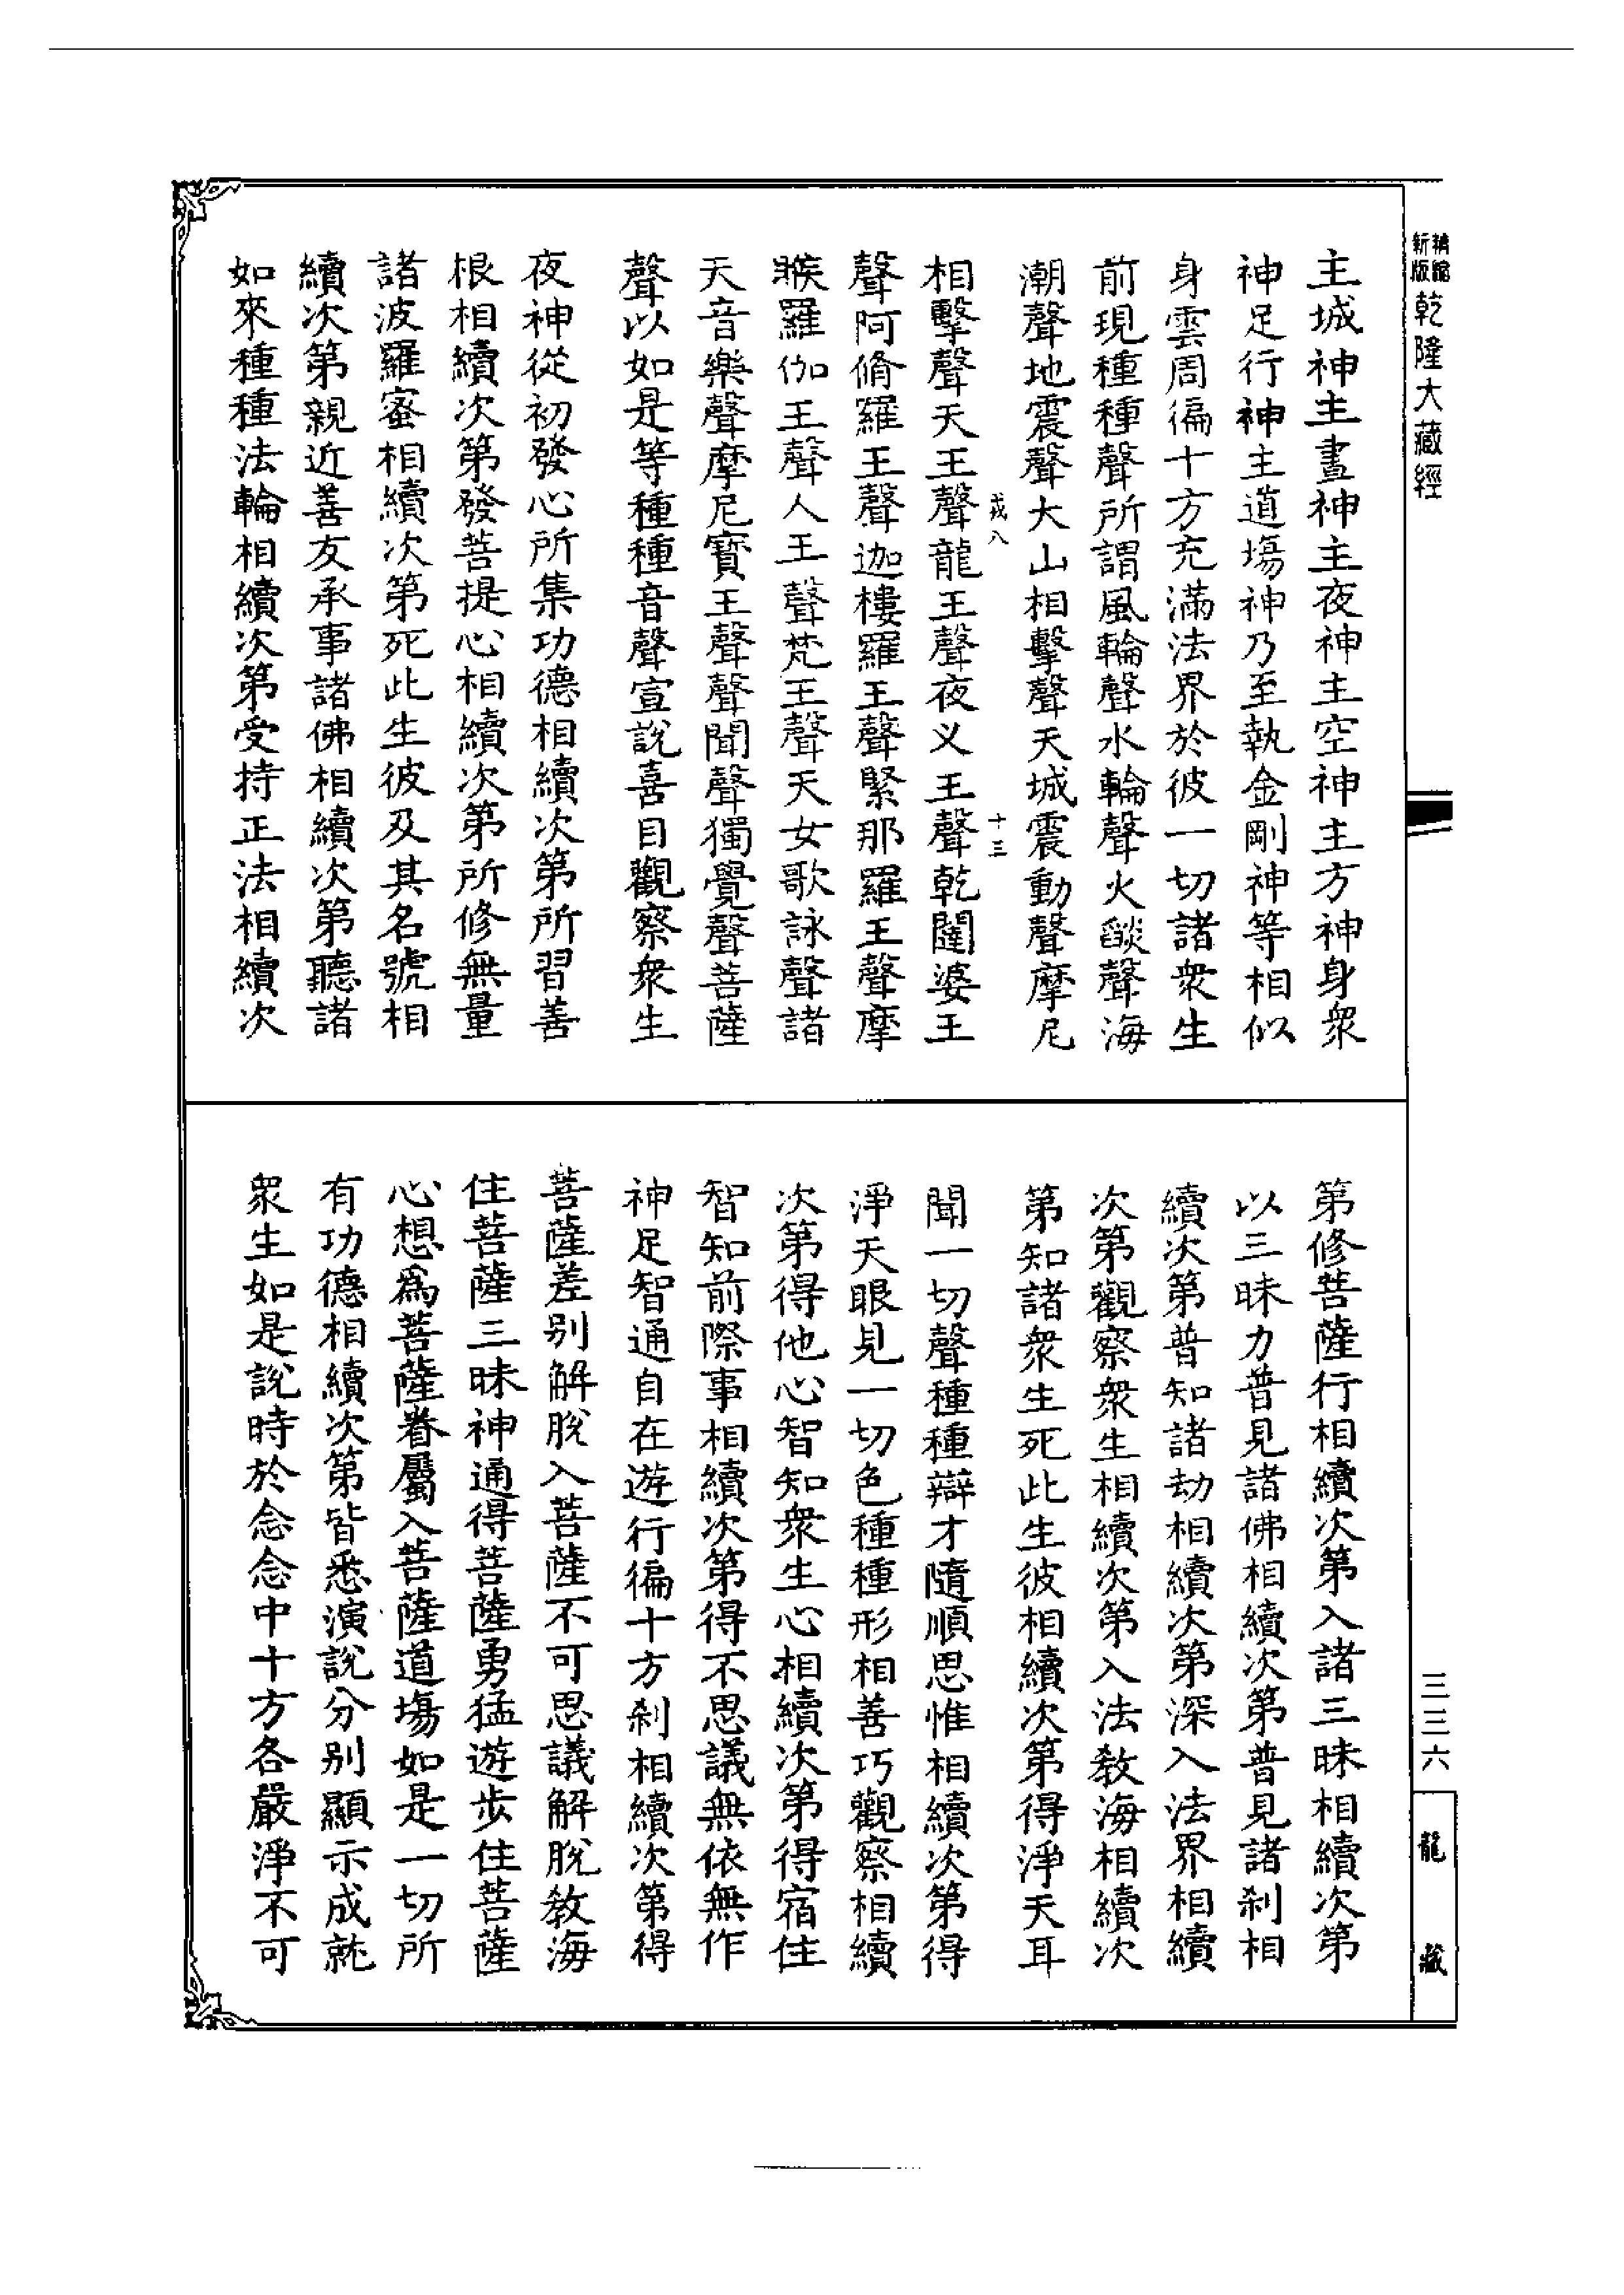 新版 精縮 乾隆大藏經
主城神主晝神主夜神主空神主方神身衆
神足行神主道場神乃至執金剛神等相似
身雲周徧十方充滿法界於彼一切諸衆生
前現種種聲所謂風輪聲水輪聲火燄聲海
潮聲地震聲大山相擊聲天城震動聲摩尼
戎八 十三
相擊聲天王聲龍王聲夜义王聲乾闥婆王
聲阿脩羅王聲迦樓羅王聲緊那羅王聲摩
睺羅伽王聲人王聲梵王聲天女歌詠聲諸
天音樂聲摩尼寶王聲聲聞聲獨覺聲菩薩
聲以如是等種種音聲宣說喜目觀察衆生
夜神從初發心所集功德相續次第所習善
根相續次第發菩提心相續次第所修無量
諸波羅蜜相續次第死此生彼及其名號相
續次第親近善友承事諸佛相續次第聽諸
如來種種法輪相續次第受持正法相續次
第修菩薩行相續次第入諸三昧相續次第
以三昧力普見諸佛相續次第普見諸刹相
續次第普知諸劫相續次第深入法界相續
次第觀察衆生相續次第入法教海相續次
第知諸衆生死此生彼相續次第得淨天耳
聞一切聲種種辯才隨順思惟相續次第得
淨天眼見一切色種種形相善巧觀察相續
次第得他心智知衆生心相續次第得宿住
智知前際事相續次第得不思議無依無作
神足智通自在遊行徧十方刹相續次第得
菩薩差别解脫入菩薩不可思議解脫教海
住菩薩三昧神通得菩薩勇猛遊步住菩薩
心想爲菩薩眷屬入菩薩道場如是一切所
有功德相續次第皆悉演說分别顯示成就
衆生如是說時於念念中十方各嚴淨不可
三三六
龍藏